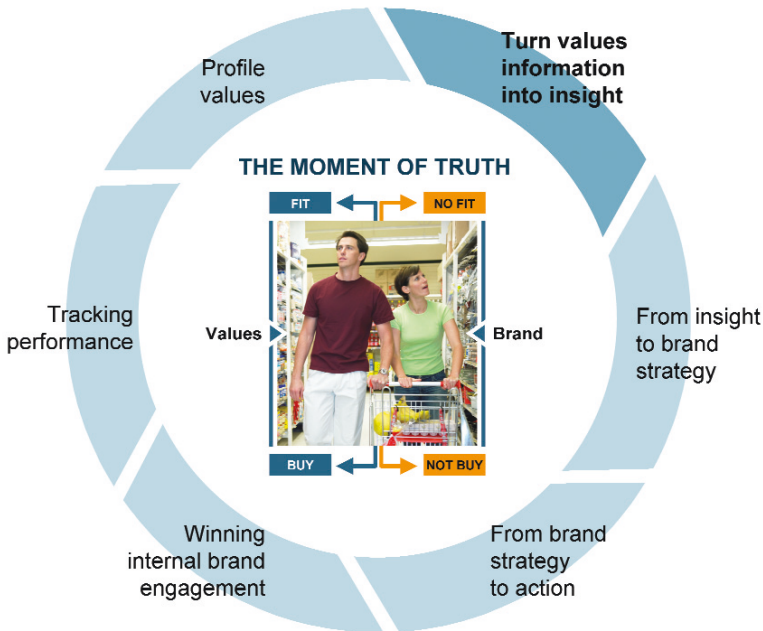 Turn values
information
into insight
Profile
values
THE MOMENT OF TRUTH
FIT
NO FIT
Values
Brand
Tracking
performance
From insight
to brand
strategy
BUY
NOT BUY
Winning
internal brand
engagement
From brand
strategy
to action